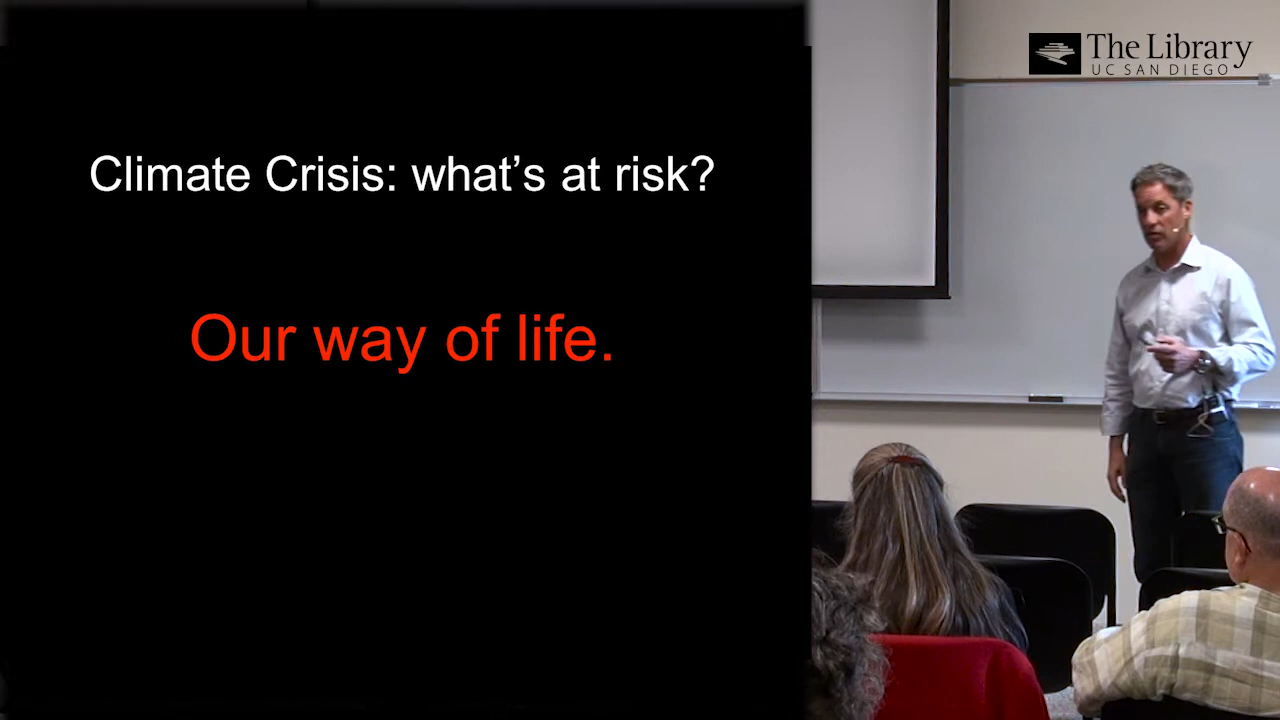 Climate Crisis: what's at risk?
Our way of life.
The Library
UC SAN DIEGO